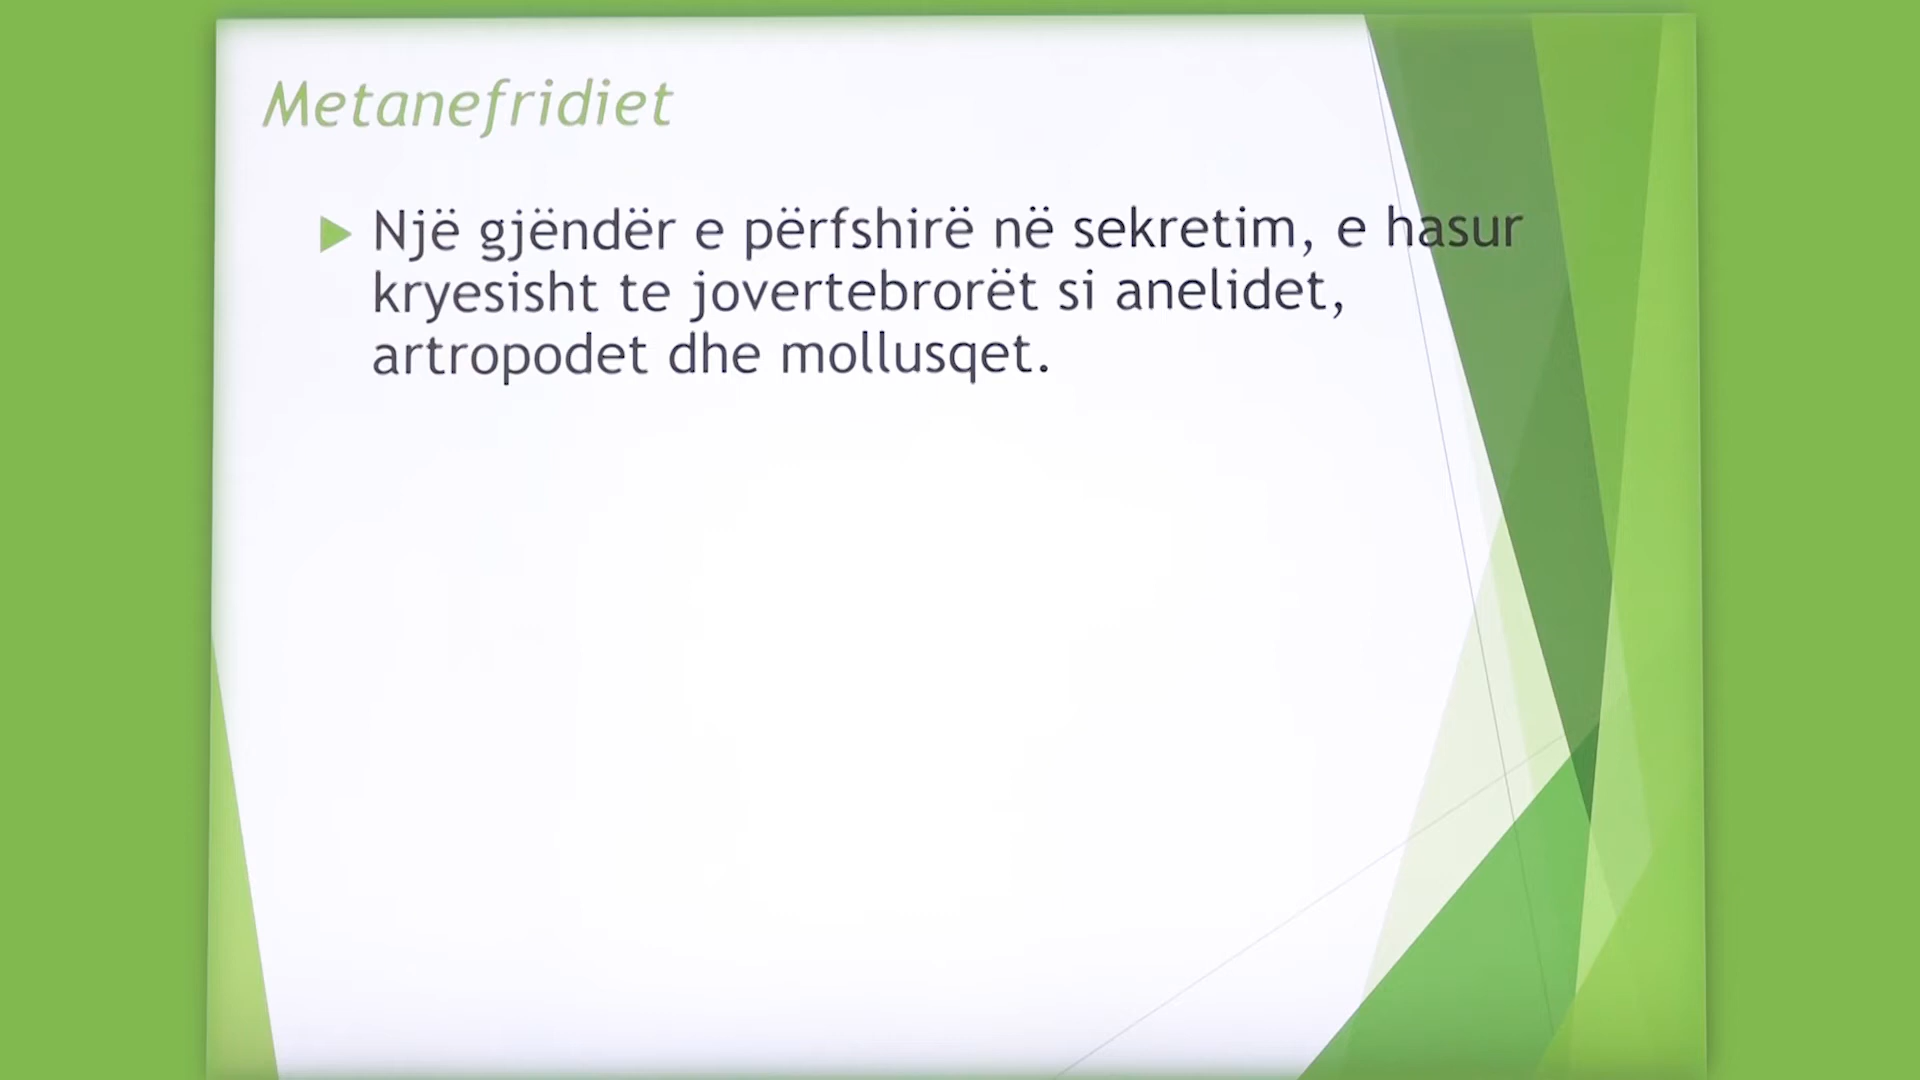 Metanefridiet
Një gjëndër e përfshirë në sekretim, e hasur
kryesisht te jovertebrorët si anelidet,
artropodet dhe mollusqet.